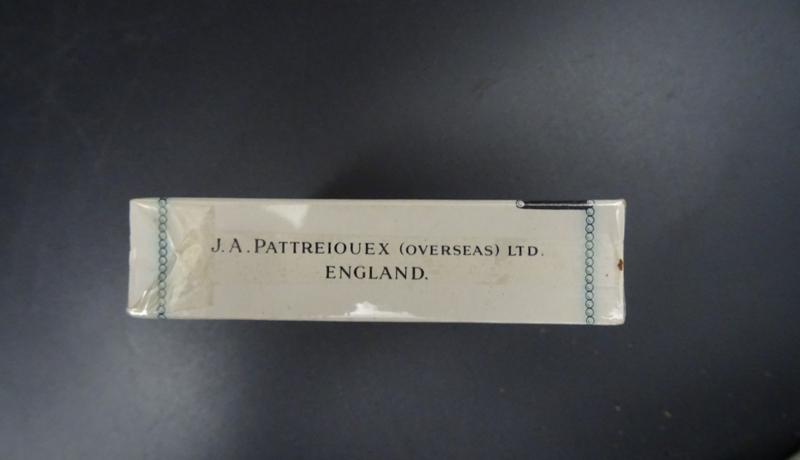 J. A. PATTREIOUEX (OVERSEAS) LTD.
ENGLAND.